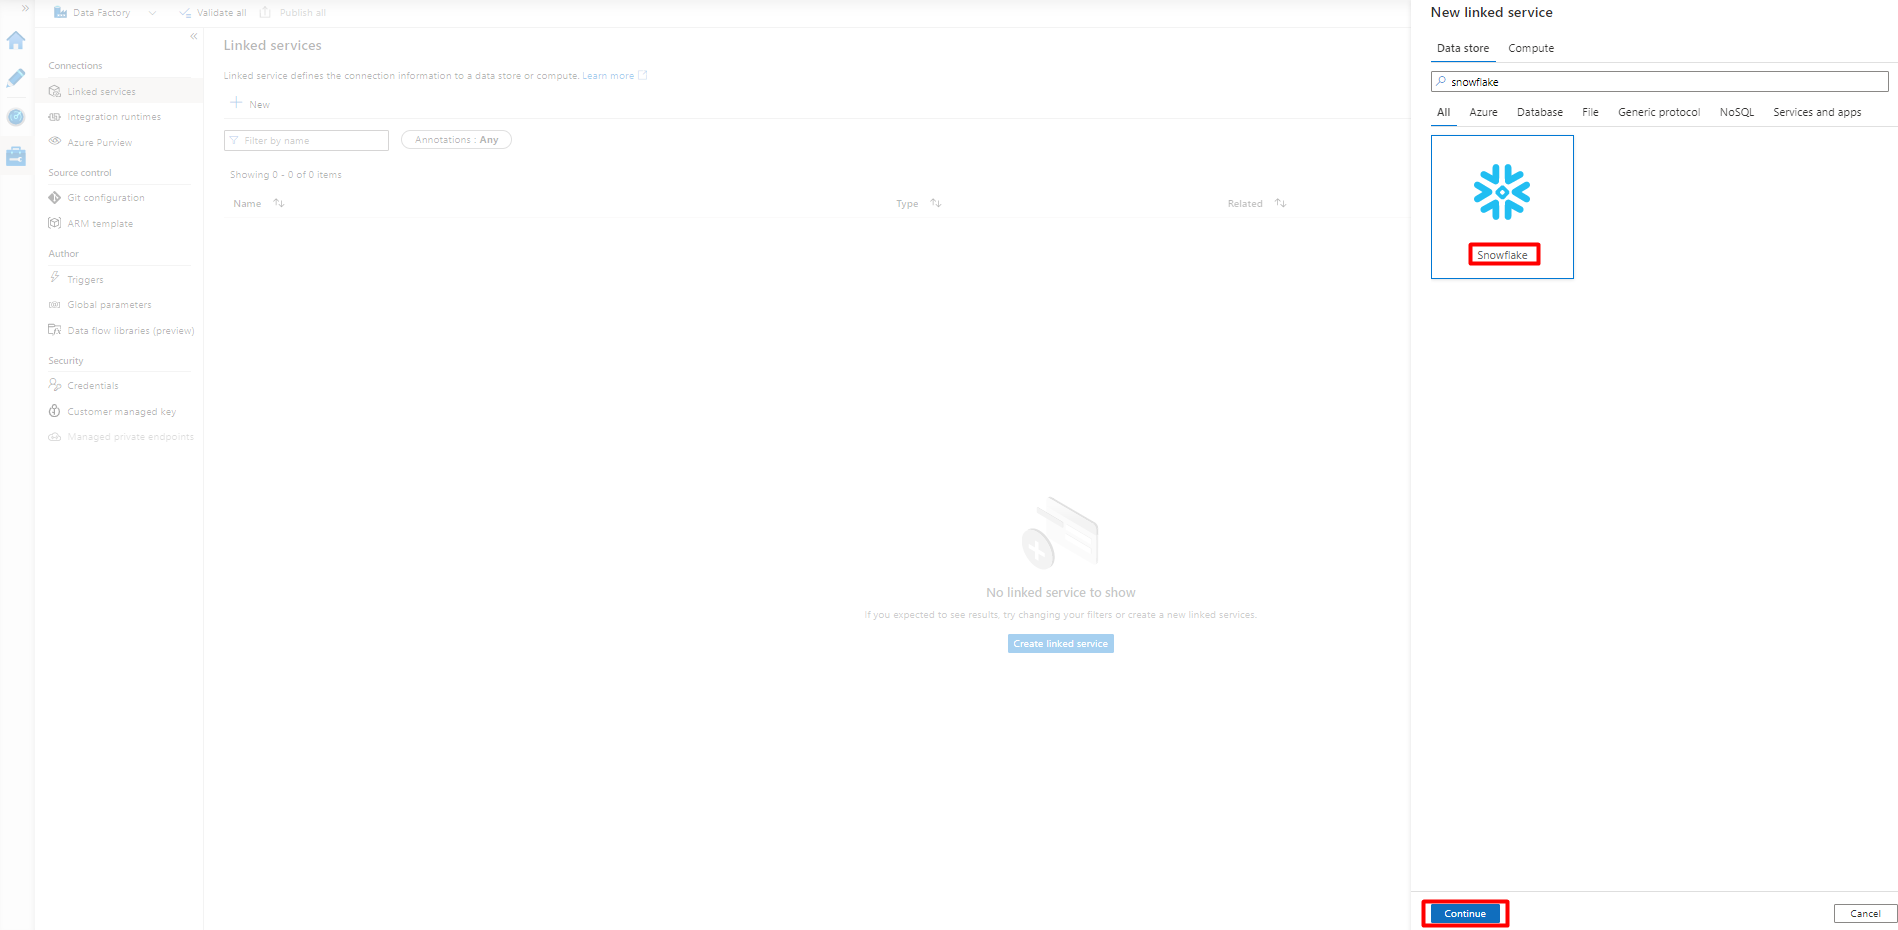 Data Factory
Validate all
Publish all
Connections
Linked services
Integration runtimes
Azure Purview
Source control
Git configuration
ARM template
Author
Triggers
Global parameters
Data flow libraries (preview)
Security
Credentials
Customer managed key
Managed private endpoints
Linked services
Linked service defines the connection information to a data store or compute. Learn more
New
Filter by name
Annotations : Any
Showing 0 - 0 of 0 items
Name Type Related
No linked service to show
If you expected to see results, try changing your filters or create a new linked services.
Create linked service
New linked service
Data store Compute
snowflake
All Azure Database File Generic protocol NoSQL Services and apps
Snowflake
Continue Cancel